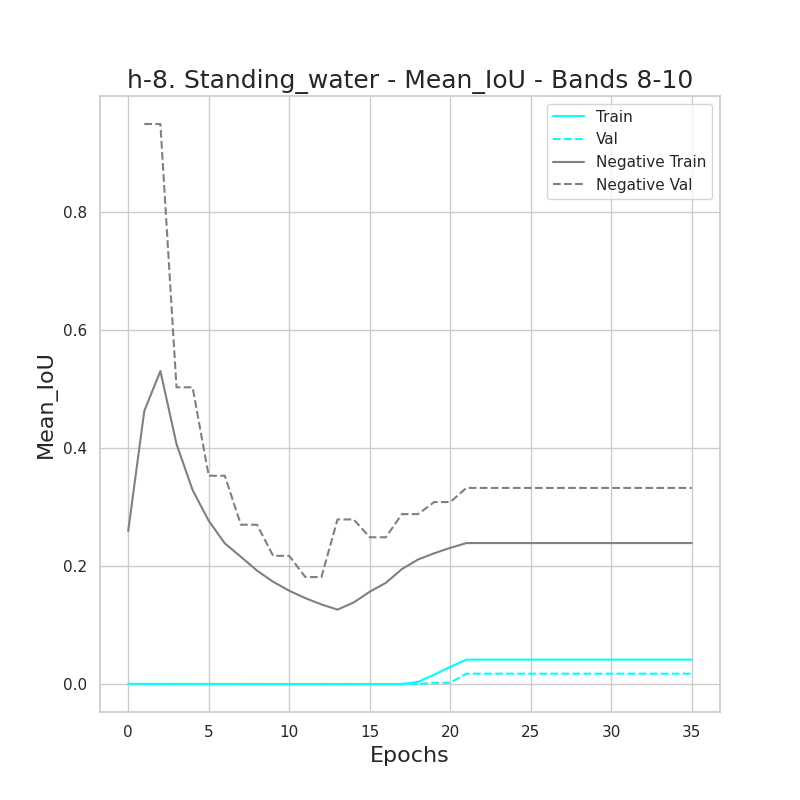 h-8. Standing_water - Mean_IoU - Bands 8-10
Train
Val
Negative Train
Negative Val
Mean_IoU
0.8
0.6
0.4
0.2
0.0
0 5 10 15 20 25 30 35
Epochs